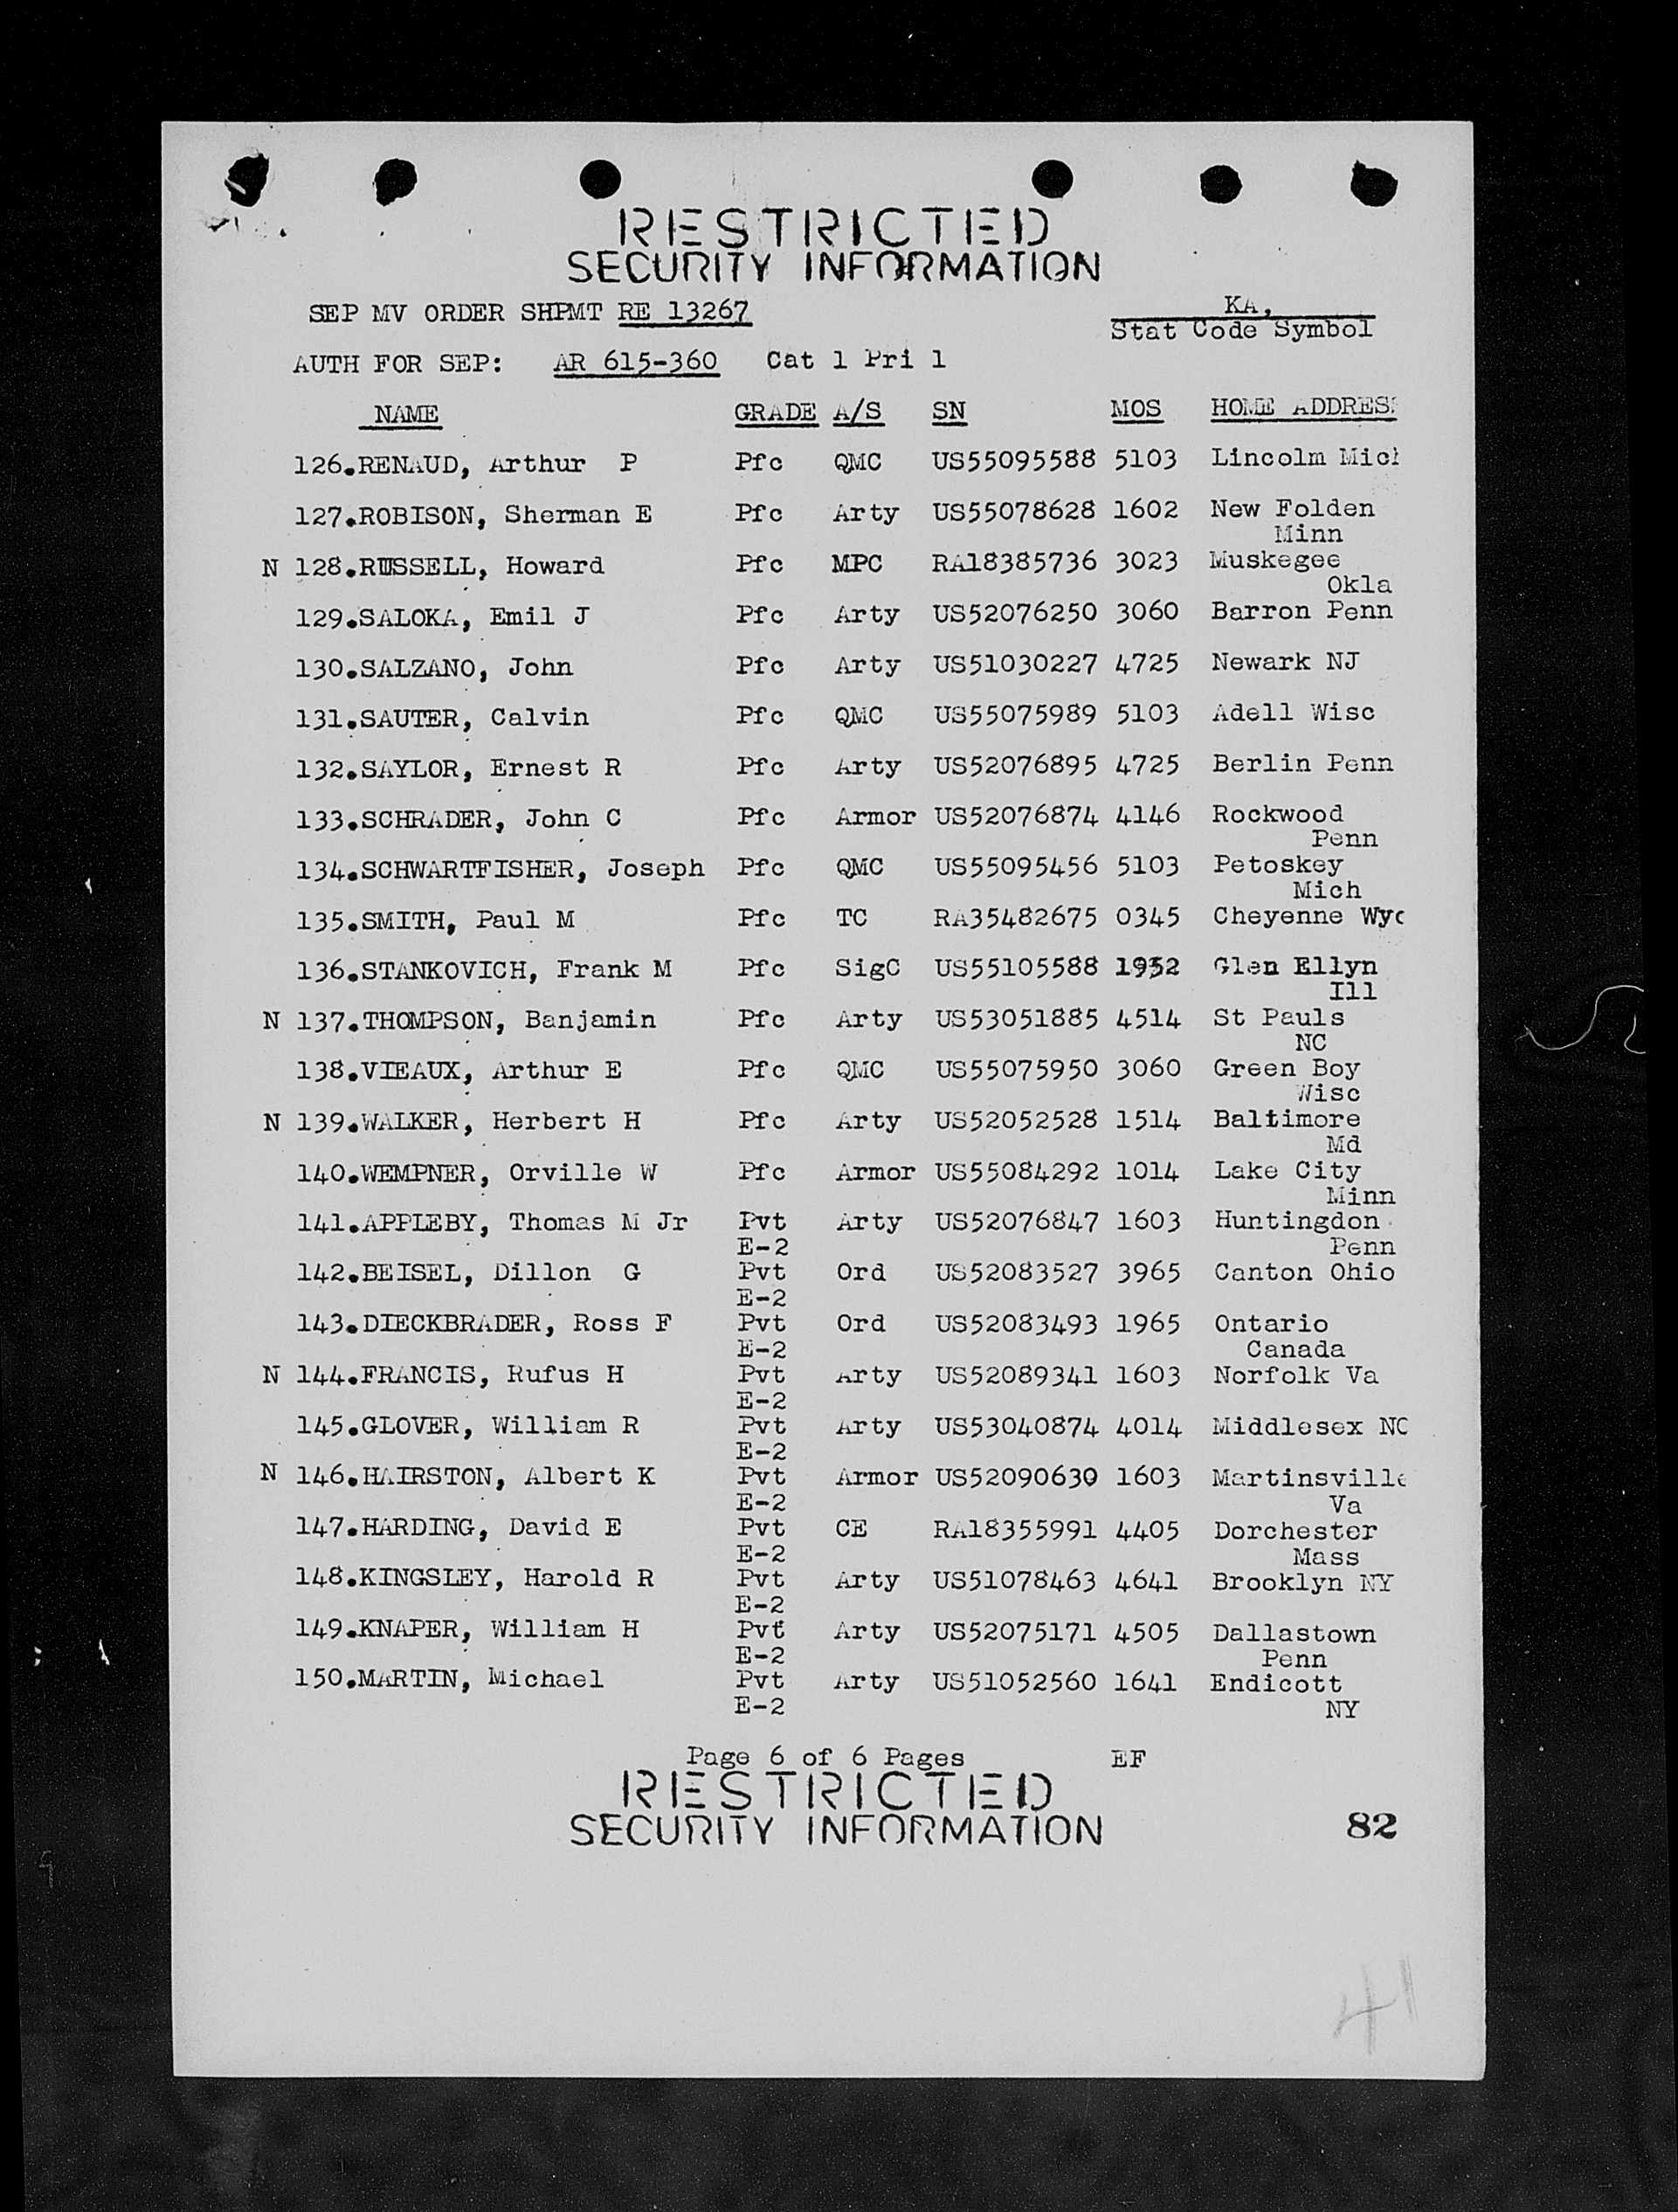 RESTRICTED
SECURITY INFORMATION
SEP MV ORDER SHPMT RE 13267 KA,
Stat Code Symbol
AUTH FOR SEP: AR 615-360 Cat 1 Pri 1
NAME GRADE A/S SN MOS HOME ADDRESS
126.RENAUD, Arthur P Pfc QMC US55095588 5103 Lincolm Mich
127.ROBISON, Sherman E Pfc Arty US55078628 1602 New Folden
Minn
N 128.RUSSELL, Howard Pfc MPC RA18385736 3023 Muskegee
Okla
129.SALOKA, Emil J Pfc Arty US52076250 3060 Barron Penn
130.SALZANO, John Pfc Arty US51030227 4725 Newark NJ
131.SAUTER, Calvin Pfc QMC US55075989 5103 Adell Wisc
132.SAYLOR, Ernest R Pfc Arty US52076895 4725 Berlin Penn
133.SCHRADER, John C Pfc Armor US52076874 4146 Rockwood
Penn
134.SCHWARTFISHER, Joseph Pfc QMC US55095456 5103 Petoskey
Mich
135.SMITH, Paul M Pfc TC RA35482675 0345 Cheyenne Wyo
136.STANKOVICH, Frank M Pfc SigC US55105588 1952 Glen Ellyn
Ill
N 137.THOMPSON, Banjamin Pfc Arty US53051885 4514 St Pauls
NC
138.VIEAUX, Arthur E Pfc QMC US55075950 3060 Green Boy
Wisc
N 139.WALKER, Herbert H Pfc Arty US52052528 1514 Baltimore
Md
140.WEMPNER, Orville W Pfc Armor US55084292 1014 Lake City
Minn
141.APPLEBY, Thomas M Jr Pvt Arty US52076847 1603 Huntingdon
E-2 Penn
142.BEISEL, Dillon G Pvt Ord US52083527 3965 Canton Ohio
E-2
143.DIECKBRADER, Ross F Pvt Ord US52083493 1965 Ontario
E-2 Canada
N 144.FRANCIS, Rufus H Pvt Arty US52089341 1603 Norfolk Va
E-2
145.GLOVER, William R Pvt Arty US53040874 4014 Middlesex NC
E-2
N 146.HAIRSTON, Albert K Pvt Armor US52090630 1603 Martinsville
E-2 Va
147.HARDING, David E Pvt CE RA18355991 4405 Dorchester
E-2 Mass
148.KINGSLEY, Harold R Pvt Arty US51078463 4641 Brooklyn NY
E-2
149.KNAPER, William H Pvt Arty US52075171 4505 Dallastown
E-2 Penn
150.MARTIN, Michael Pvt Arty US51052560 1641 Endicott
E-2 NY
Page 6 of 6 Pages EF
RESTRICTED
SECURITY INFORMATION
82
41